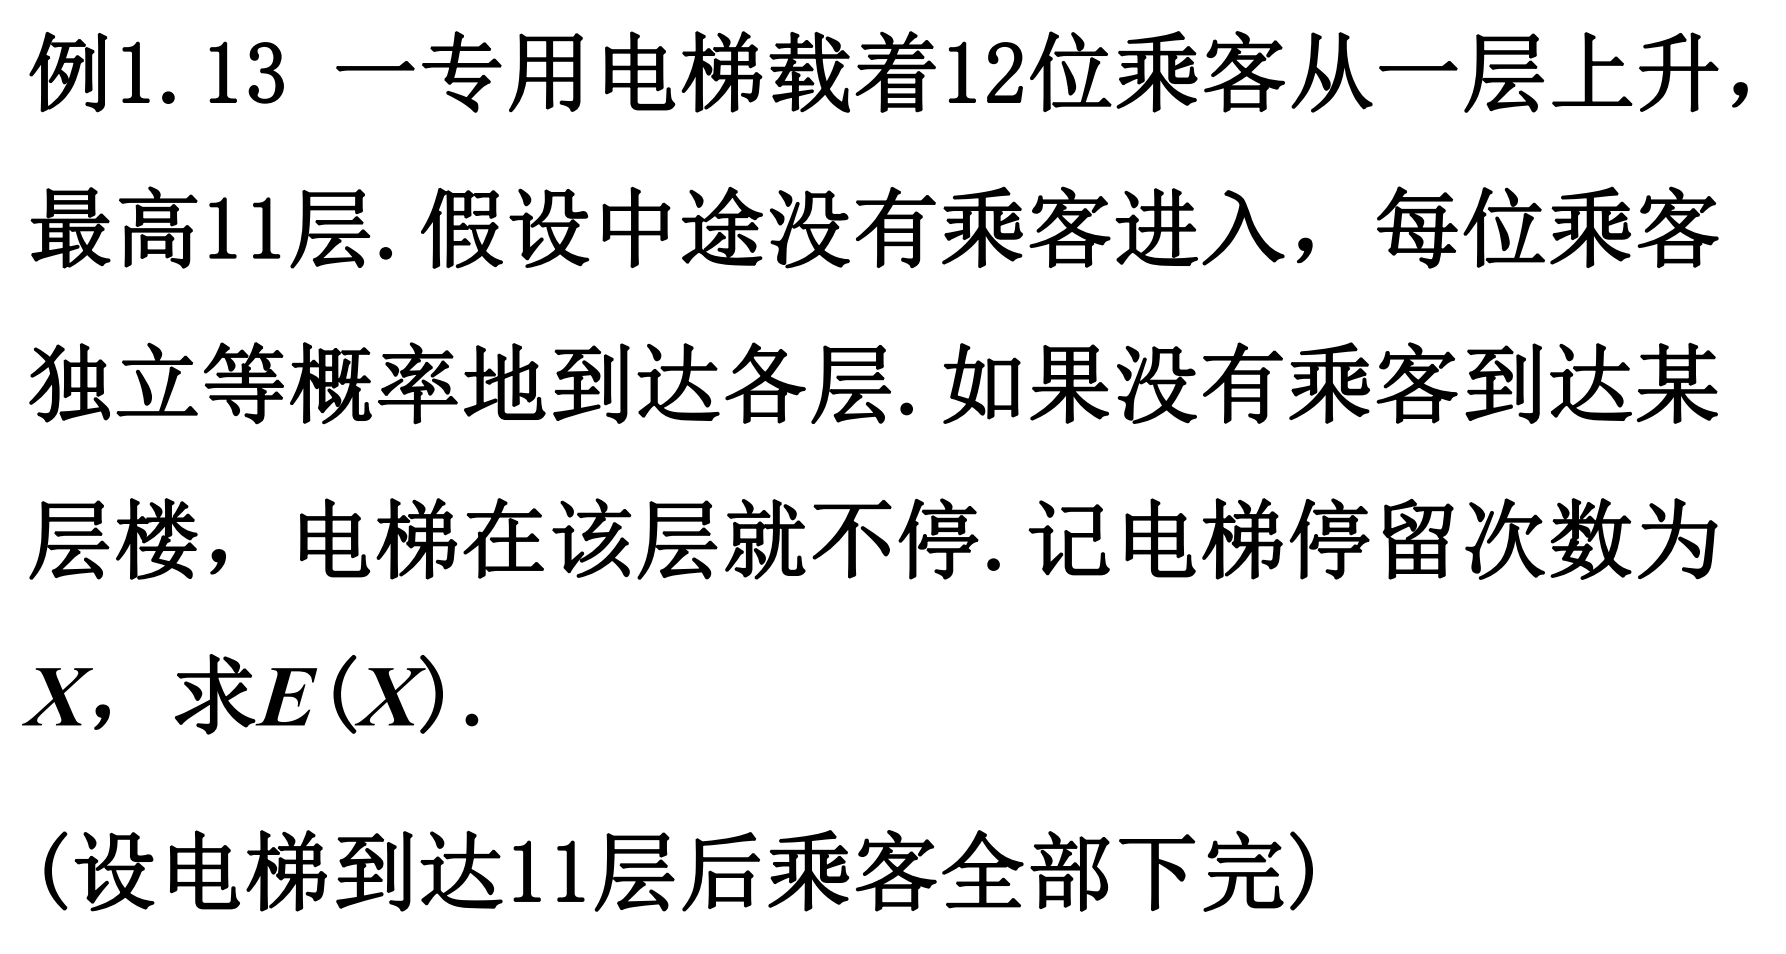 例1.13 一专用电梯载着12位乘客从一层上升，
最高11层.假设中途没有乘客进入，每位乘客
独立等概率地到达各层.如果没有乘客到达某
层楼，电梯在该层就不停.记电梯停留次数为
X，求E(X).
(设电梯到达11层后乘客全部下完)